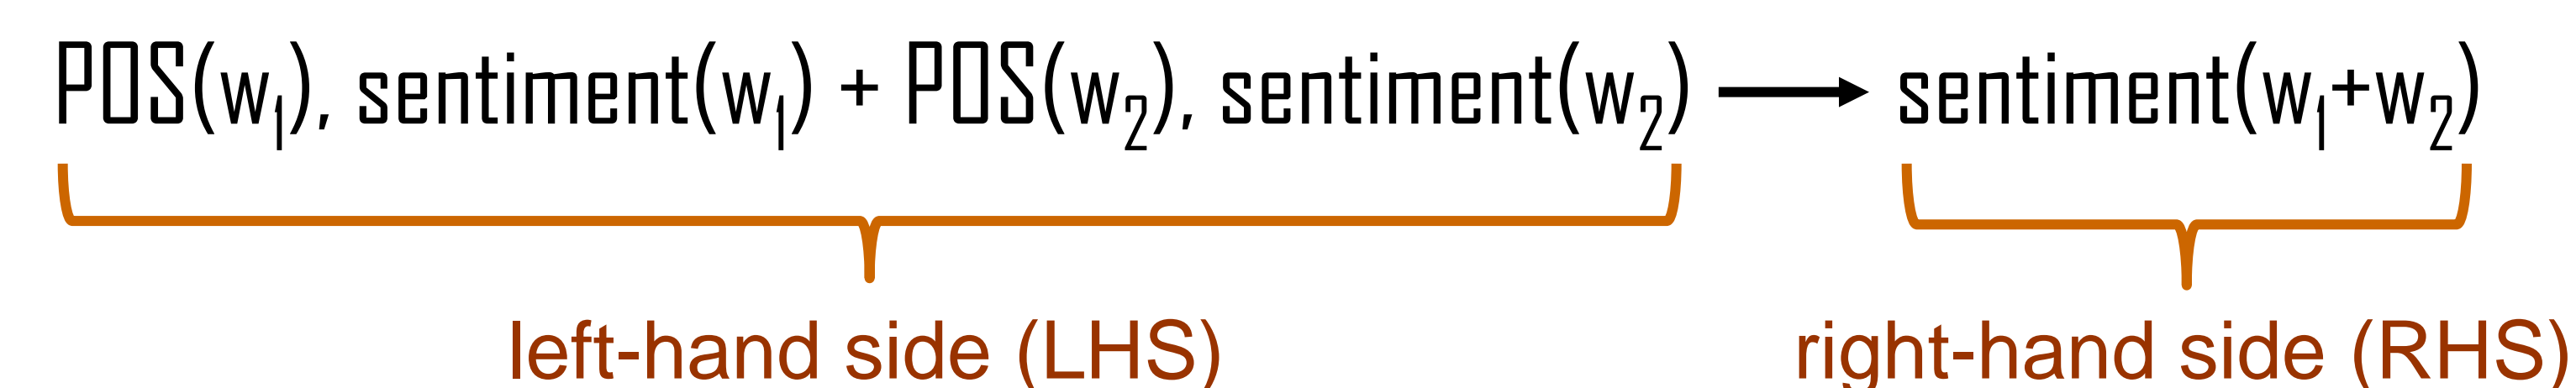 POS(w₁), sentiment(w₁) + POS(w₂), sentiment(w₂) → sentiment(w₁+w₂)
left-hand side (LHS) right-hand side (RHS)